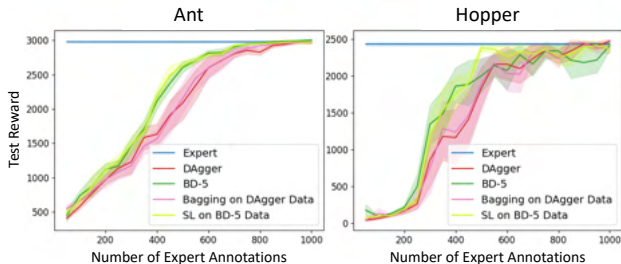 Ant
Hopper
Test Reward
3000
2500
2000
1500
1000
500
Expert
DAgger
BD-5
Bagging on DAgger Data
SL on BD-5 Data
200
400
600
800
1000
Number of Expert Annotations
2500
2000
1500
1000
500
0
Expert
DAgger
BD-5
Bagging on DAgger Data
SL on BD-5 Data
0
200
400
600
800
1000
Number of Expert Annotations